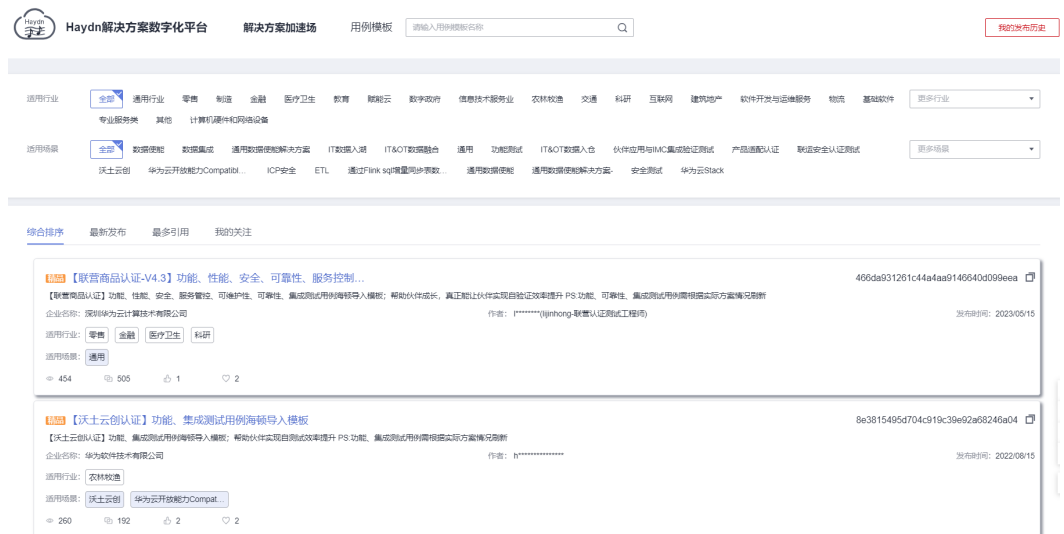 Haydn
Haydn解决方案数字化平台 解决方案加速场 用例模板 请输入用例模板名称 我的发布历史
适用行业 全部 通用行业 零售 制造 金融 医疗卫生 教育 赋能云 数字政府 信息技术服务业 农林牧渔 交通 科研 互联网 建筑地产 软件开发与运维服务 物流 基础软件 更多行业
专业服务类 其他 计算机硬件和网络设备
适用场景 全部 数据使能 数据集成 通用数据使能解决方案 IT数据入湖 IT&OT数据融合 通用 功能测试 IT&OT数据入仓 伙伴应用与IMC集成验证测试 产品适配认证 联运安全认证测试 更多场景
沃土云创 华为云开放能力Compatibl... ICP安全 ETL 通过Flink sql增量同步表数... 通用数据使能 通用数据使能解决方案- 安全测试 华为云Stack
综合排序 最新发布 最多引用 我的关注
精品 【联营商品认证-V4.3】功能、性能、安全、可靠性、服务控制... 466da931261c44a4aa9146640d099eea
【联营商品认证】功能、性能、安全、服务管控、可维护性、可靠性、集成测试用例海顿导入模板；帮助伙伴成长，真正能让伙伴实现自验证效率提升 PS:功能、可靠性、集成测试用例需根据实际方案情况刷新
企业名称: 深圳华为云计算技术有限公司 作者: l********(lijinhong-联营认证测试工程师) 发布时间: 2023/05/15
适用行业: 零售 金融 医疗卫生 科研
适用场景: 通用
454 505 1 2
精品 【沃土云创认证】功能、集成测试用例海顿导入模板 8e3815495d704c919c39e92a68246a04
【沃土云创认证】功能、集成测试用例海顿导入模板；帮助伙伴实现自测试效率提升 PS:功能、集成测试用例需根据实际方案情况刷新
企业名称: 华为软件技术有限公司 作者: h*************** 发布时间: 2022/08/15
适用行业: 农林牧渔
适用场景: 沃土云创 华为云开放能力Compat...
260 192 2 2